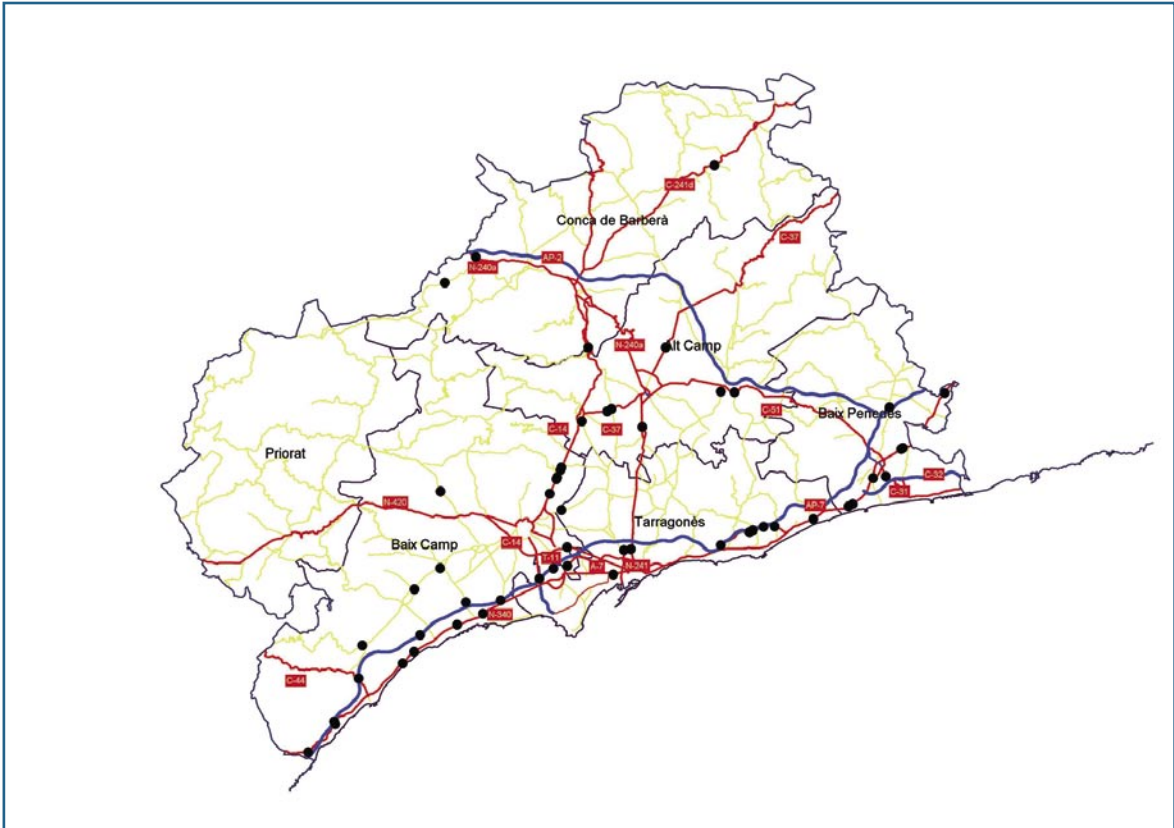 C-241d
Conca de Barberà
C-37
AP-2
N-240a
N-240a
Alt Camp
C-51
Baix Penedès
C-14
C-37
Priorat
C-32
C-31
N-420
AP-7
Tarragonès
C-14
Baix Camp
T-11
A-7
N-241
N-340
C-44